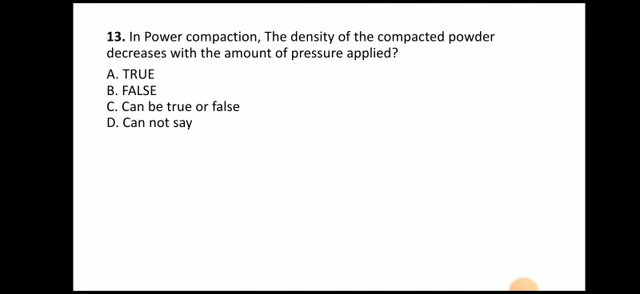 13. In Power compaction, The density of the compacted powder
decreases with the amount of pressure applied?
A. TRUE
B. FALSE
C. Can be true or false
D. Can not say